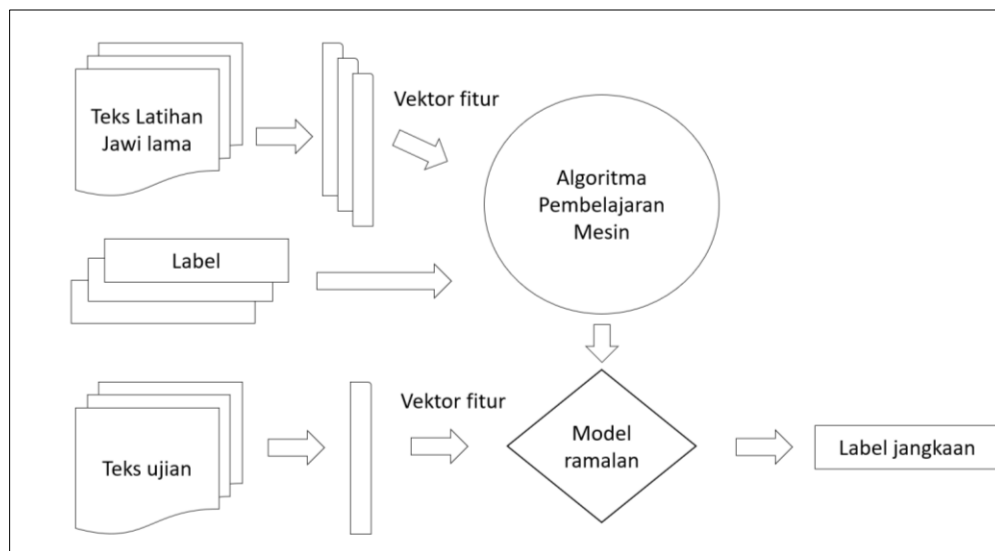 Teks Latihan
Jawi lama
Vektor fitur
Algoritma
Pembelajaran
Mesin
Label
Teks ujian
Vektor fitur
Model
ramalan
Label jangkaan